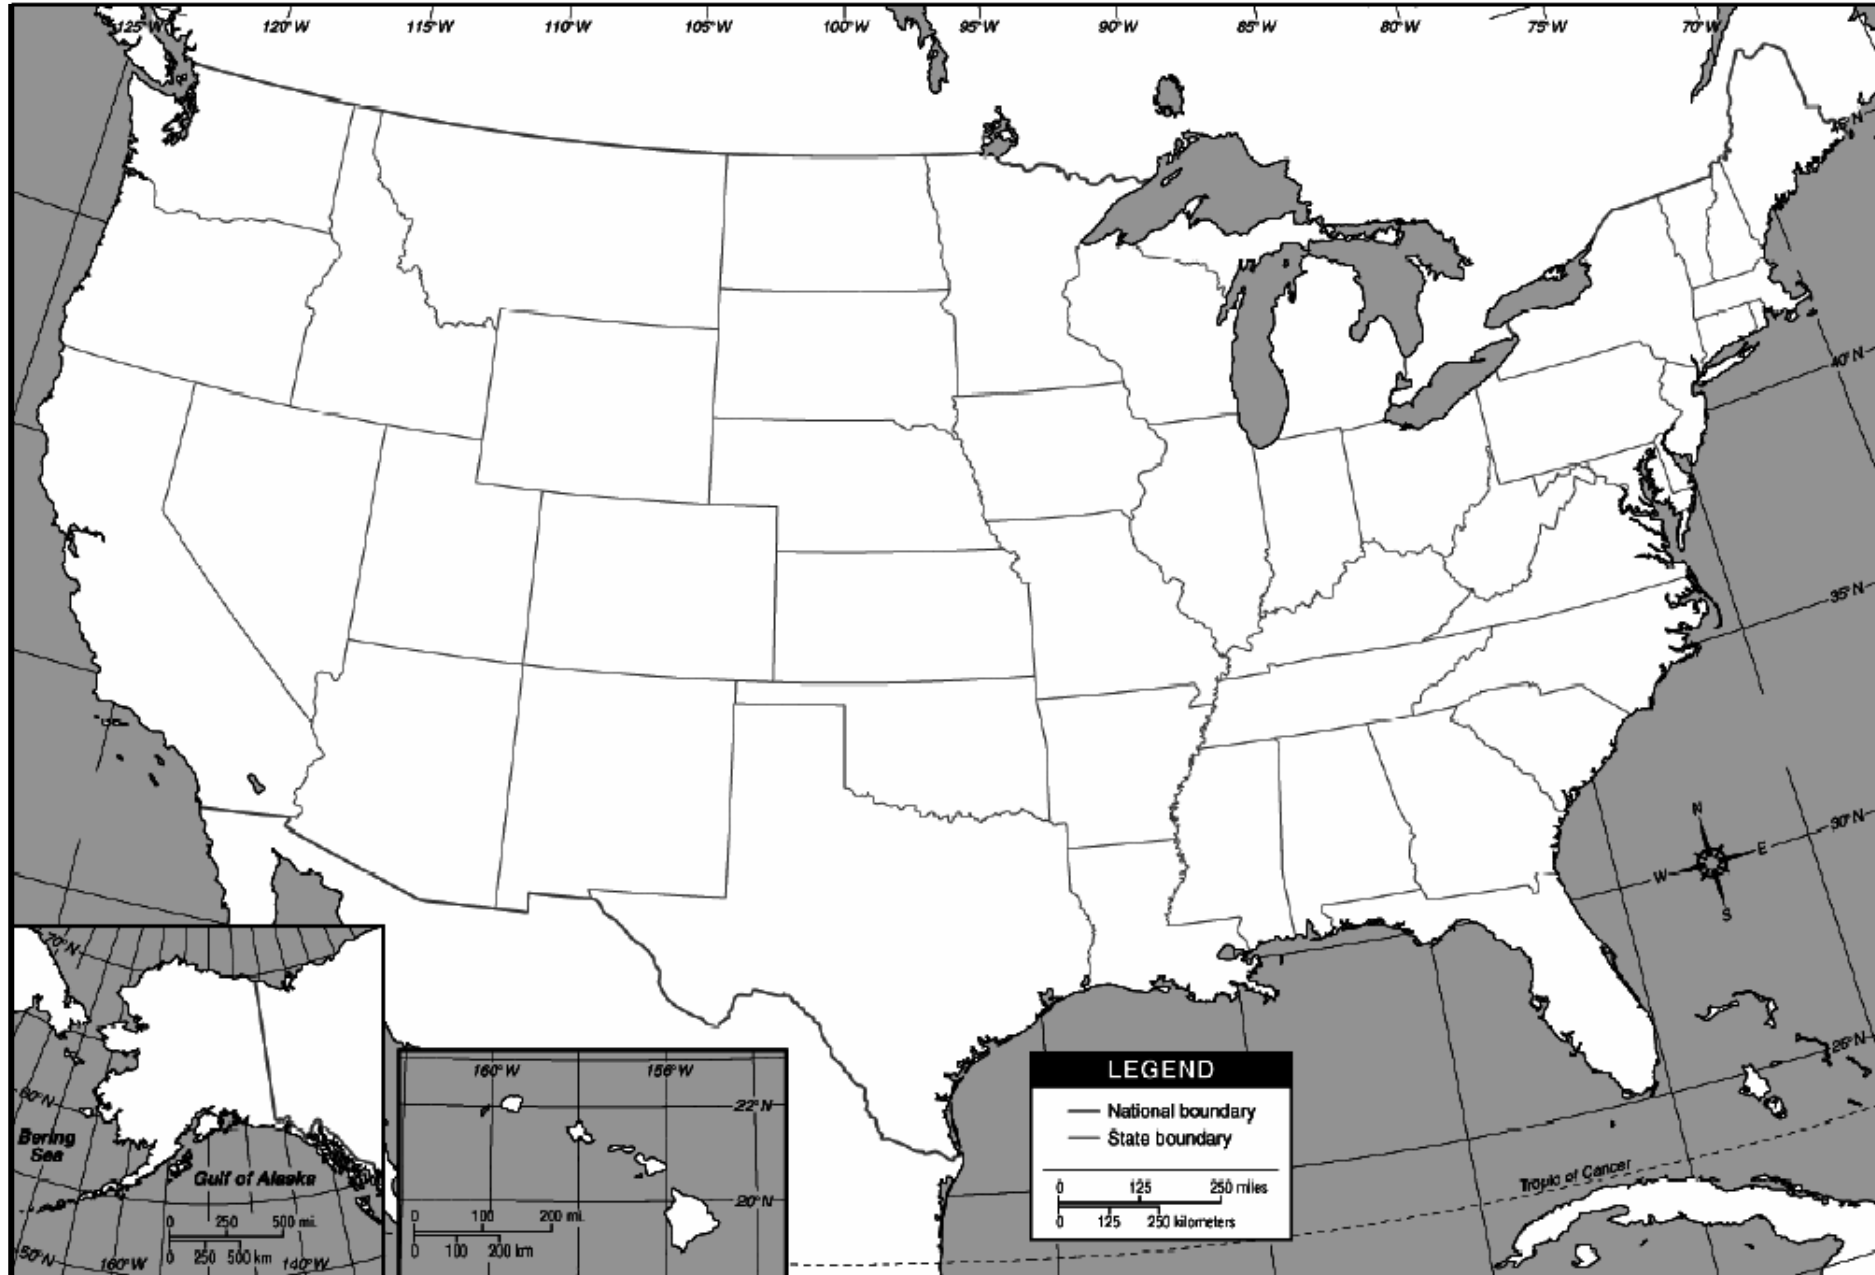 125°W 120°W 115°W 110°W 105°W 100°W 95°W 90°W 85°W 80°W 75°W 70°W
45°N
40°N
35°N
30°N
25°N
N
W E
S
70°N
60°N
50°N
Bering
Sea
Gulf of Alaska
0 250 500 mi.
0 250 500 km
160°W 140°W
160°W 156°W
22°N
20°N
0 100 200 mi.
0 100 200 km
LEGEND
National boundary
State boundary
0 125 250 miles
0 125 250 kilometers
Tropic of Cancer